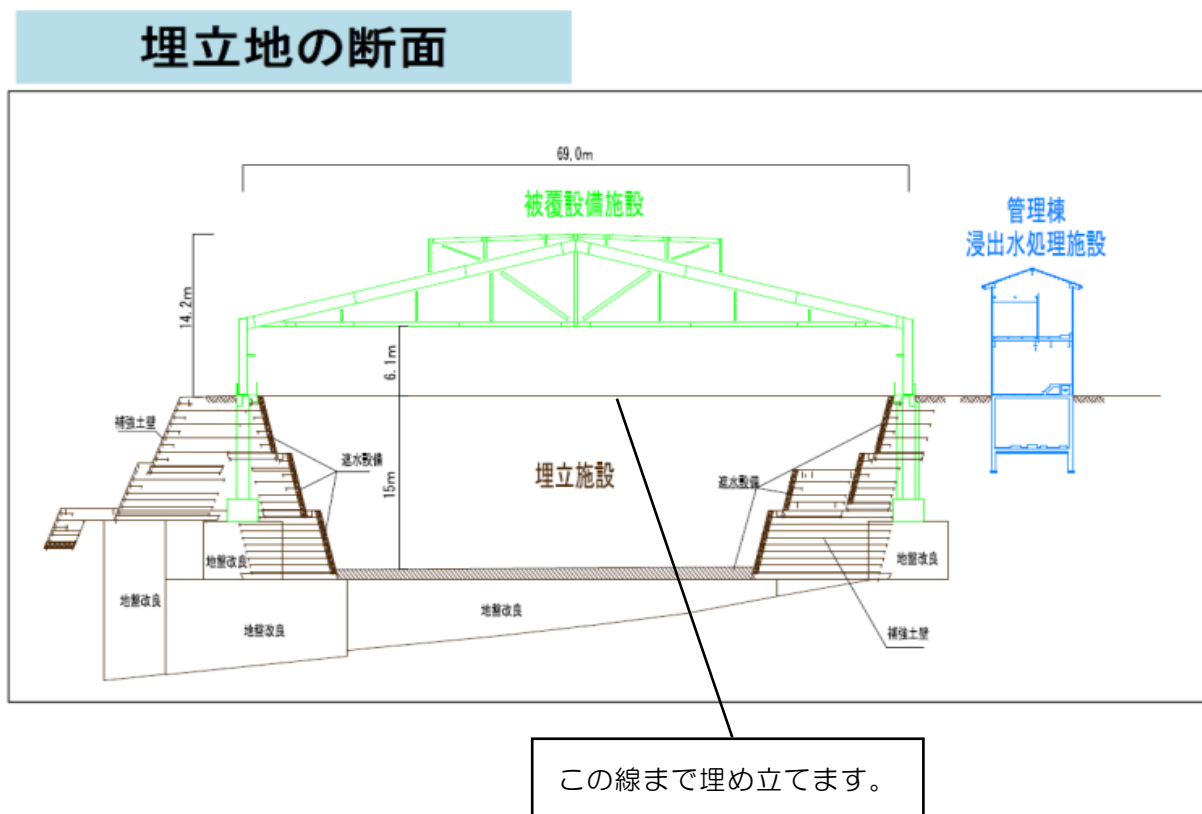 埋立地の断面
69.0m
被覆設備施設
管理棟
浸出水処理施設
14.2m
6.1m
補強土壁
遮水設備
15m
埋立施設
遮水設備
地盤改良
地盤改良
地盤改良
地盤改良
地盤改良
補強土壁
この線まで埋め立てます。